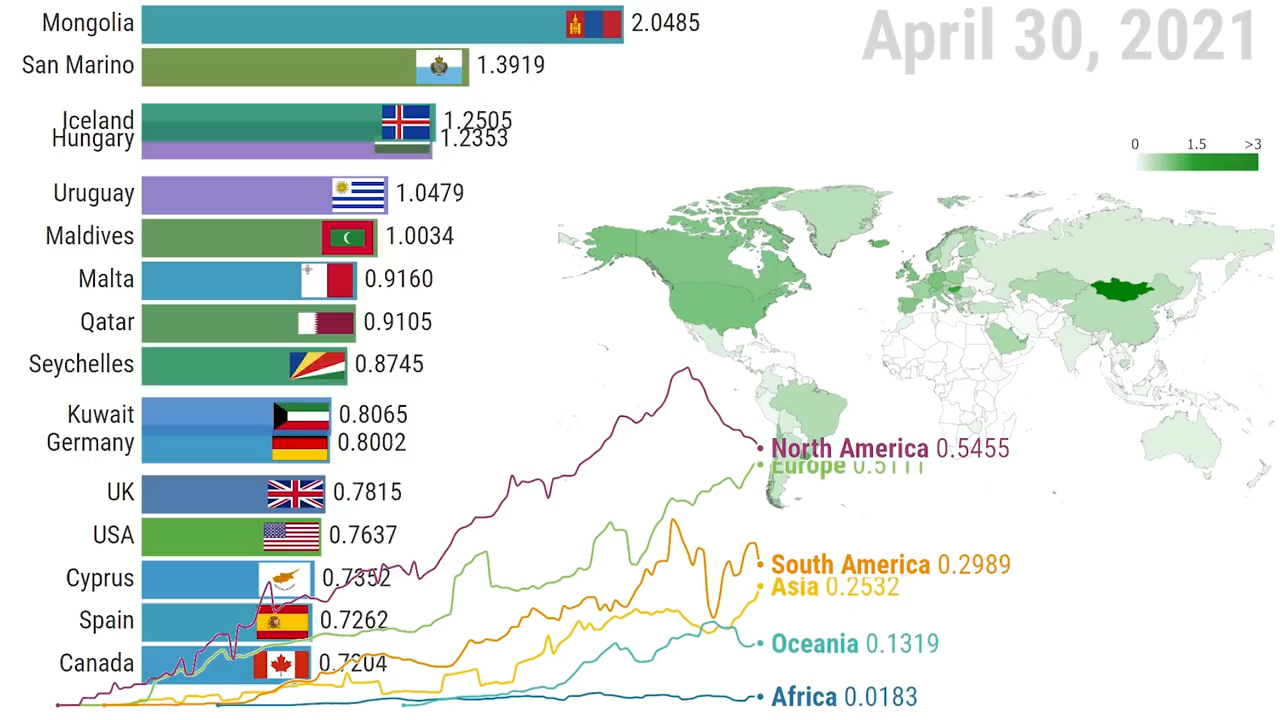 April 30, 2021
Mongolia 2.0485
San Marino 1.3919
Iceland 1.2505
Hungary 1.2353
Uruguay 1.0479
Maldives 1.0034
Malta 0.9160
Qatar 0.9105
Seychelles 0.8745
Kuwait 0.8065
Germany 0.8002
UK 0.7815
USA 0.7637
Cyprus 0.7352
Spain 0.7262
Canada 0.7204
0 1.5 >3
North America 0.5455
Europe 0.5111
South America 0.2989
Asia 0.2532
Oceania 0.1319
Africa 0.0183